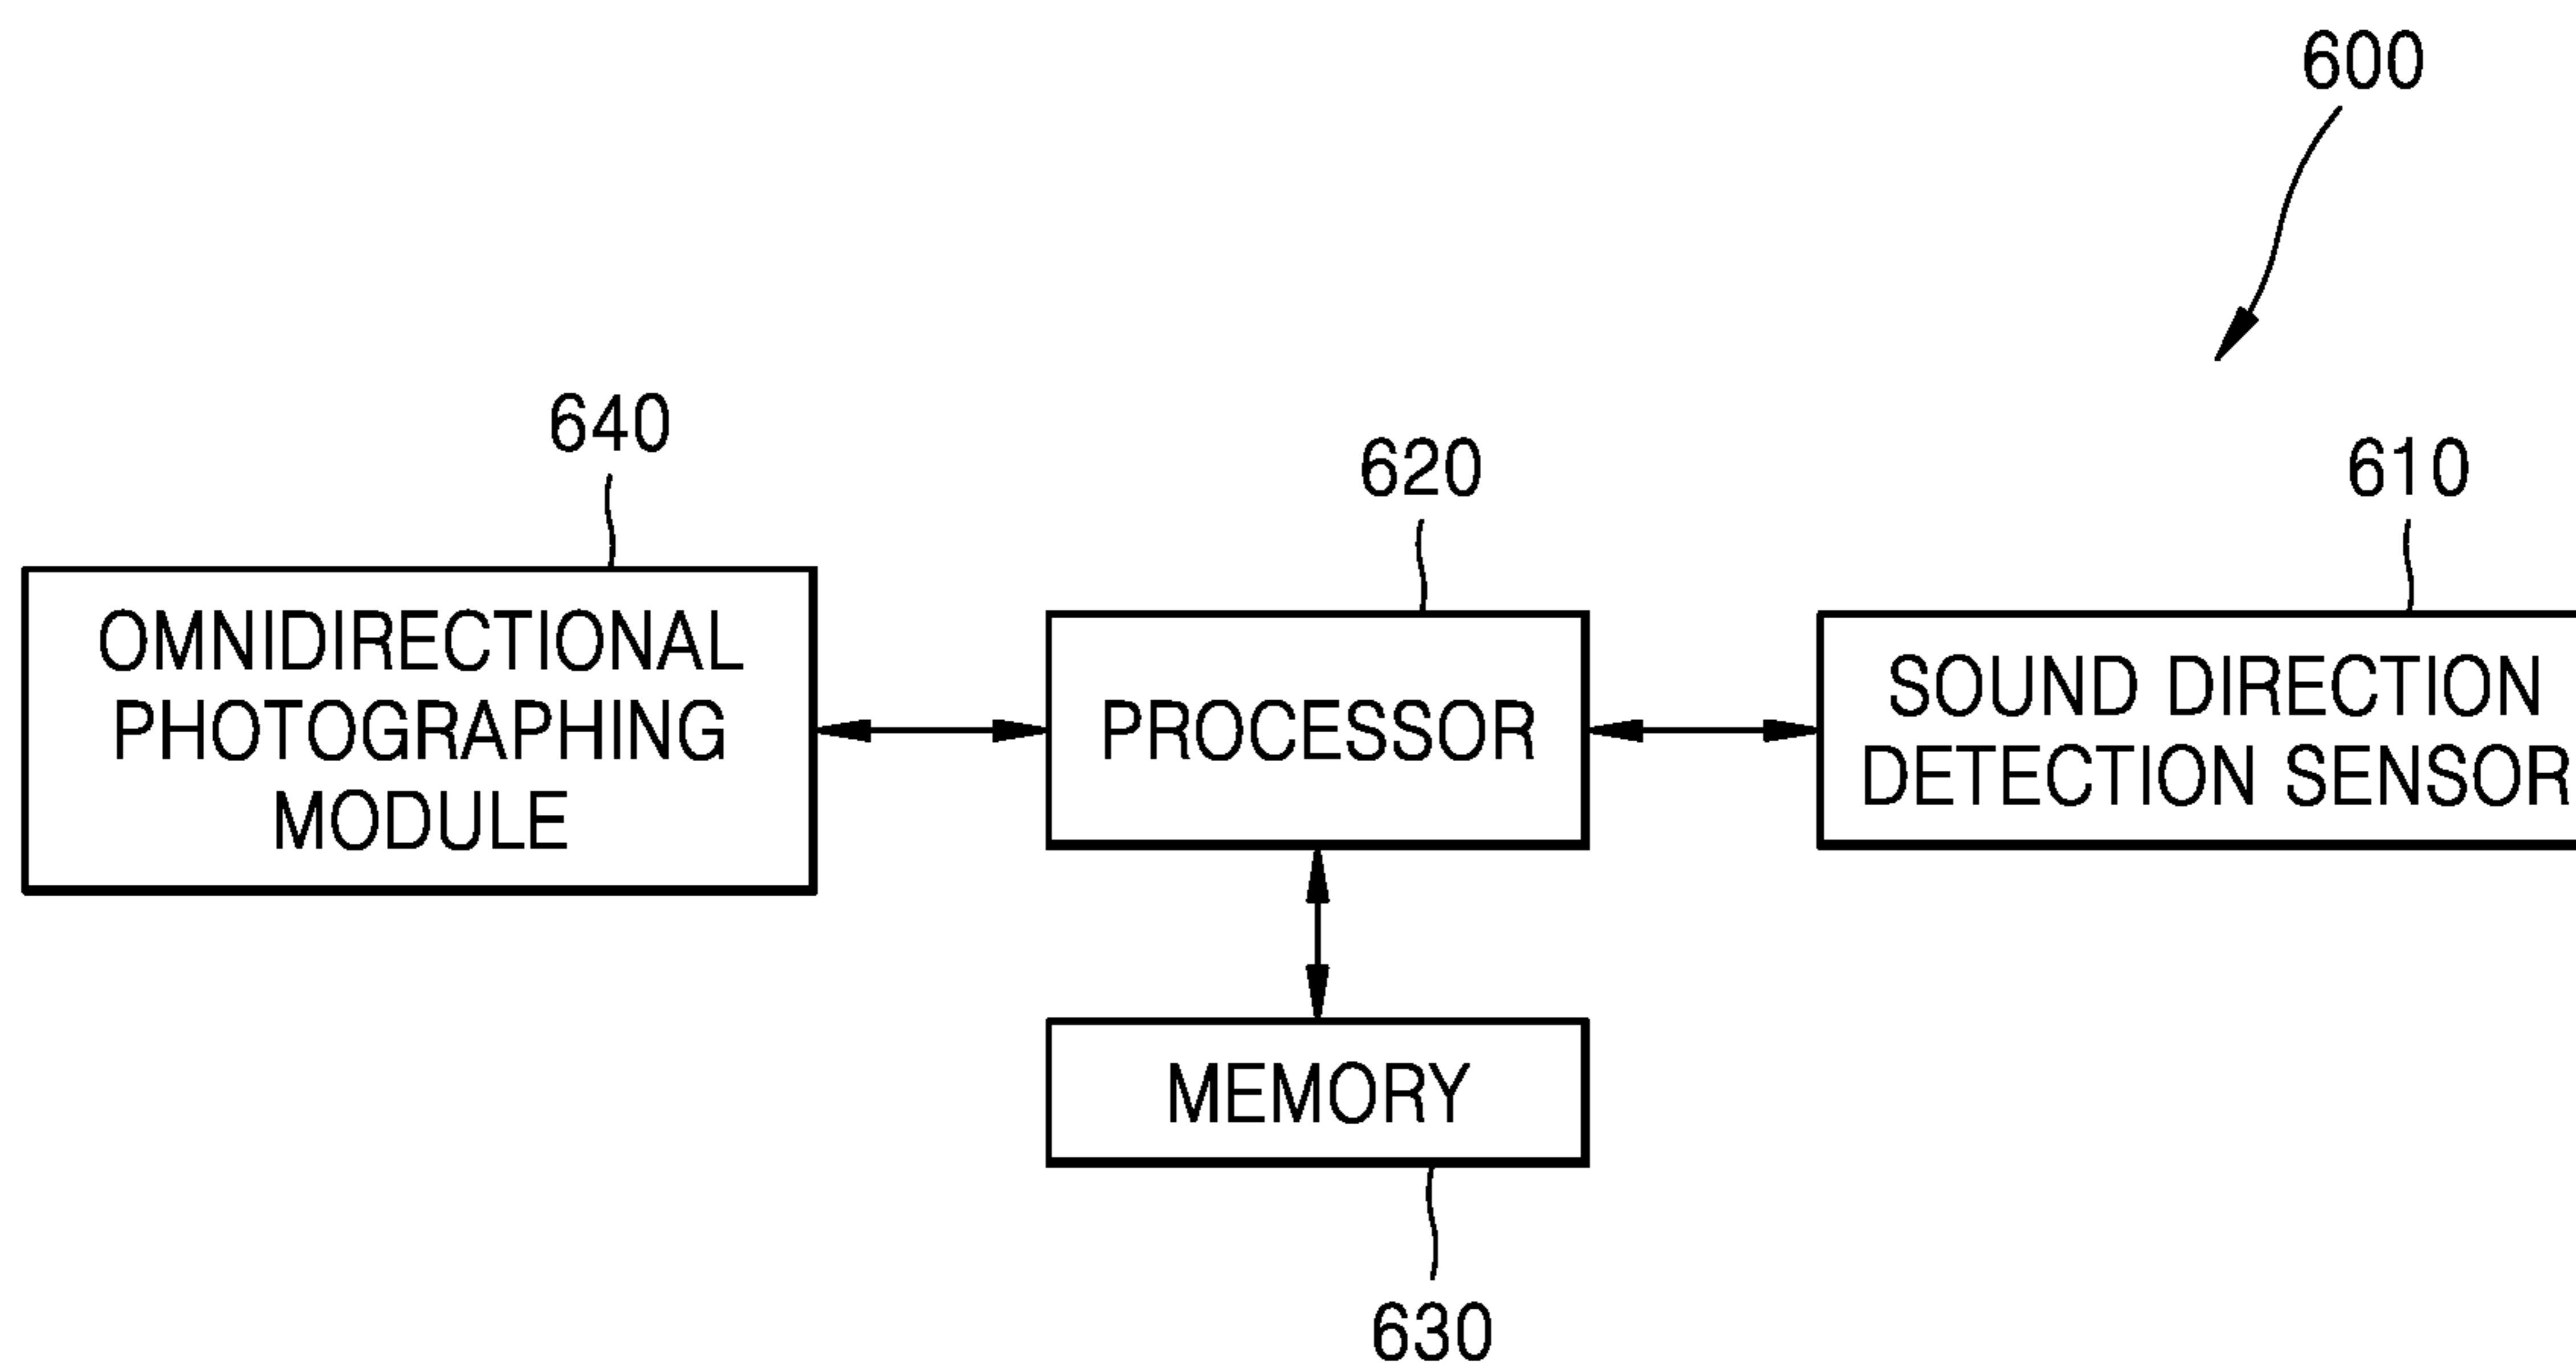 600
640
620
610
OMNIDIRECTIONAL
PHOTOGRAPHING
MODULE
PROCESSOR
SOUND DIRECTION
DETECTION SENSOR
MEMORY
630